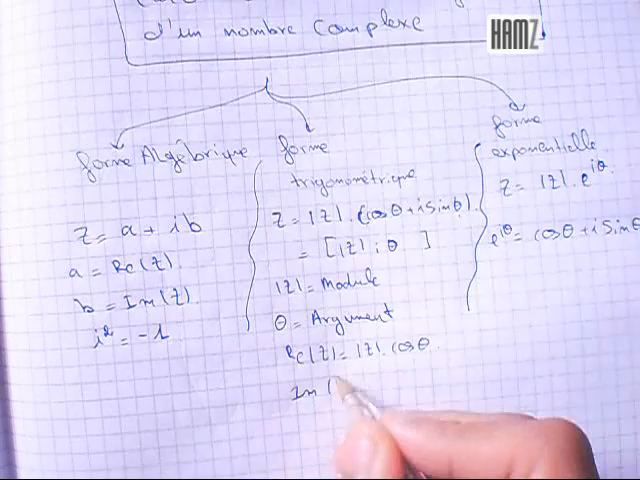 d'un nombre Complexe
HAMZ
forme Algébrique
Z = a + ib
a = Re(Z).
b = Im(Z).
i² = -1
forme
trigonométrique
Z = |Z|. (cosθ + i sinθ).
= [|Z| ; θ ]
|Z| = Module
θ = Argument
Re(Z) = |Z|. cosθ.
Im (
forme
exponentielle
Z = |Z|. e^iθ.
e^iθ = cosθ + i Sinθ